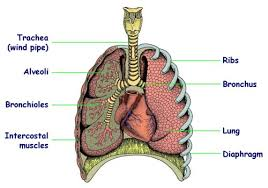 Trachea
(wind pipe)
Alveoli
Bronchioles
Intercostal
muscles
Ribs
Bronchus
Lung
Diaphragm